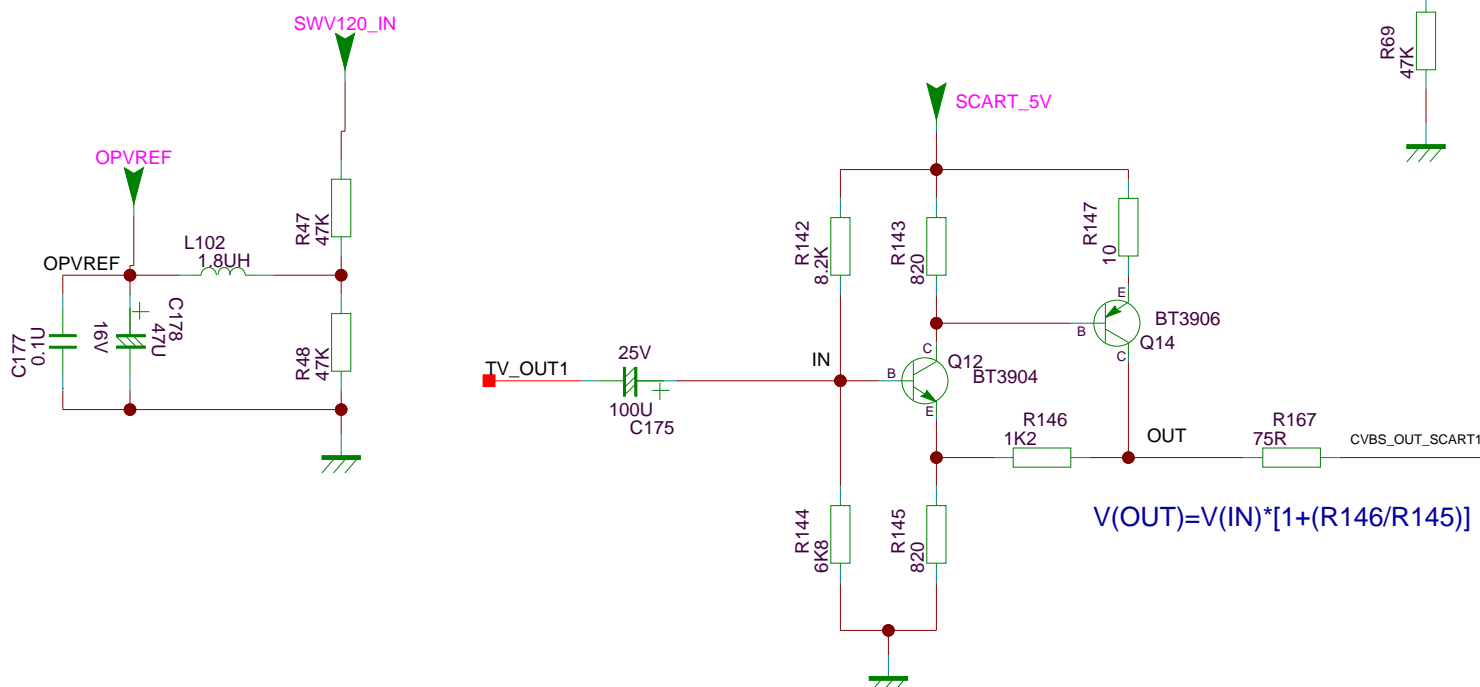 SWV120_IN
R69
47K
SCART_5V
OPVREF
R47
47K
L102
1.8UH
OPVREF
C177
0.1U
16V
C178
47U
R48
47K
R142
8.2K
R143
820
R147
10
E
B
C
BT3906
Q14
TV_OUT1
25V
100U
C175
IN
B
C
E
Q12
BT3904
R146
1K2
OUT
R167
75R
CVBS_OUT_SCART1
R144
6K8
R145
820
V(OUT)=V(IN)*[1+(R146/R145)]